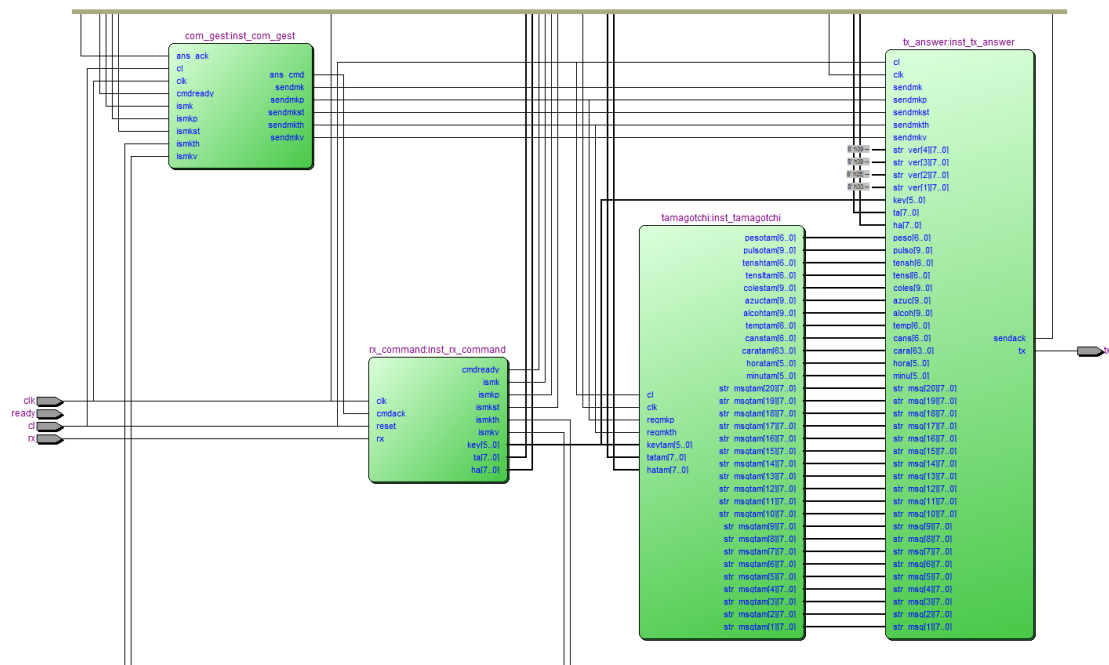 com_gest:inst_com_gest
ans_ack
cl
clk
cmdready
ismk
ismkp
ismkst
ismkth
ismkv
ans_cmd
sendmk
sendmkp
sendmkst
sendmkth
sendmkv
tx_answer:inst_tx_answer
cl
clk
sendmk
sendmkp
sendmkst
sendmkth
sendmkv
str_ver[4][7..0]
str_ver[3][7..0]
str_ver[2][7..0]
str_ver[1][7..0]
key[5..0]
ta[7..0]
ha[7..0]
peso[6..0]
pulso[9..0]
tensh[6..0]
tensl[6..0]
coles[9..0]
azuc[9..0]
alcoh[9..0]
temp[6..0]
cans[6..0]
cara[63..0]
hora[5..0]
minu[5..0]
str_msg[20][7..0]
str_msg[19][7..0]
str_msg[18][7..0]
str_msg[17][7..0]
str_msg[16][7..0]
str_msg[15][7..0]
str_msg[14][7..0]
str_msg[13][7..0]
str_msg[12][7..0]
str_msg[11][7..0]
str_msg[10][7..0]
str_msg[9][7..0]
str_msg[8][7..0]
str_msg[7][7..0]
str_msg[6][7..0]
str_msg[5][7..0]
str_msg[4][7..0]
str_msg[3][7..0]
str_msg[2][7..0]
str_msg[1][7..0]
sendack
tx
tamagotchi:inst_tamagotchi
cl
clk
reqmkp
reqmkth
keytam[5..0]
tatam[7..0]
hatam[7..0]
pesotam[6..0]
pulsotam[9..0]
tenshtam[6..0]
tensltam[6..0]
colestam[9..0]
azuctam[9..0]
alcohtam[9..0]
temptam[6..0]
canstam[6..0]
caratam[63..0]
horatam[5..0]
minutam[5..0]
str_msgtam[20][7..0]
str_msgtam[19][7..0]
str_msgtam[18][7..0]
str_msgtam[17][7..0]
str_msgtam[16][7..0]
str_msgtam[15][7..0]
str_msgtam[14][7..0]
str_msgtam[13][7..0]
str_msgtam[12][7..0]
str_msgtam[11][7..0]
str_msgtam[10][7..0]
str_msgtam[9][7..0]
str_msgtam[8][7..0]
str_msgtam[7][7..0]
str_msgtam[6][7..0]
str_msgtam[5][7..0]
str_msgtam[4][7..0]
str_msgtam[3][7..0]
str_msgtam[2][7..0]
str_msgtam[1][7..0]
rx_command:inst_rx_command
clk
cmdack
reset
rx
cmdready
ismk
ismkp
ismkst
ismkth
ismkv
key[5..0]
ta[7..0]
ha[7..0]
clk
ready
cl
rx